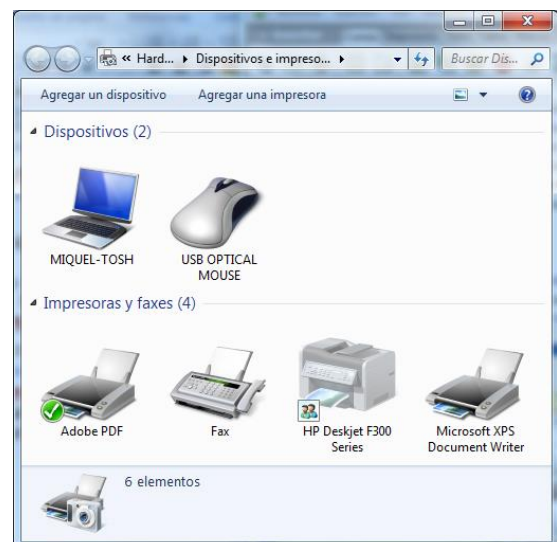 « Hard... ▸ Dispositivos e impreso... ▸ Buscar Dis...
Agregar un dispositivo Agregar una impresora
Dispositivos (2)
MIQUEL-TOSH USB OPTICAL
MOUSE
Impresoras y faxes (4)
Adobe PDF Fax HP Deskjet F300 Microsoft XPS
Series Document Writer
6 elementos